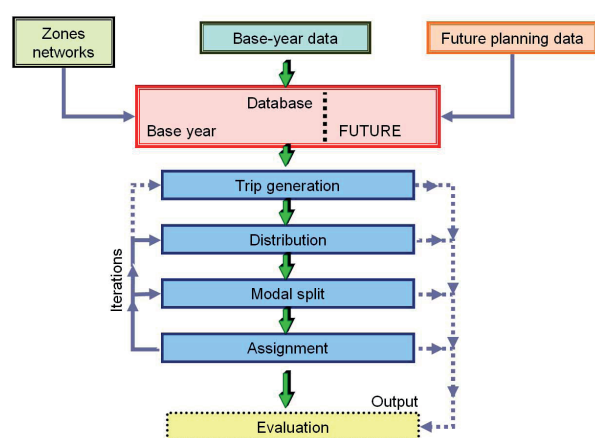 Zones
networks
Base-year data
Future planning data
Database
Base year
FUTURE
Trip generation
Distribution
Modal split
Assignment
Iterations
Output
Evaluation